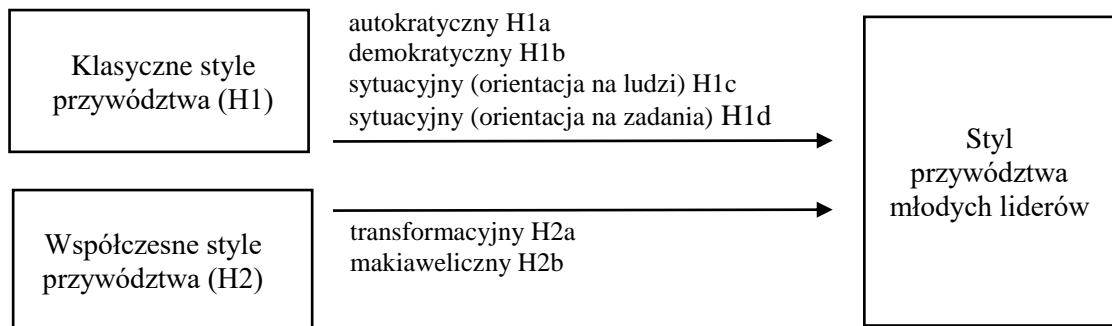 Klasyczne style
przywództwa (H1)
autokratyczny H1a
demokratyczny H1b
sytuacyjny (orientacja na ludzi) H1c
sytuacyjny (orientacja na zadania) H1d
Współczesne style
przywództwa (H2)
transformacyjny H2a
makiaweliczny H2b
Styl
przywództwa
młodych liderów